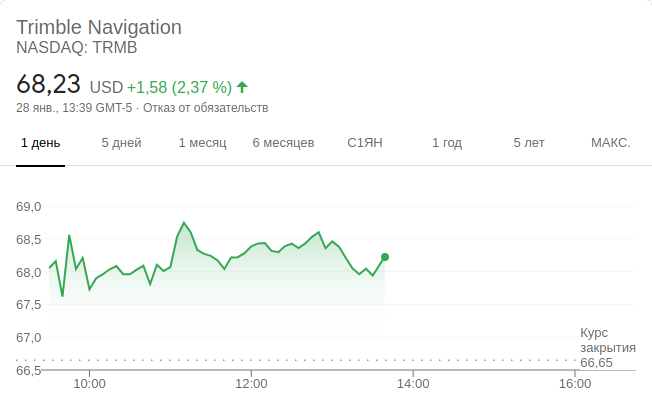 Trimble Navigation
NASDAQ: TRMB
68,23 USD +1,58 (2,37 %)
28 янв., 13:39 GMT-5 · Отказ от обязательств
1 день 5 дней 1 месяц 6 месяцев С1ЯН 1 год 5 лет МАКС.
69,0
68,5
68,0
67,5
67,0
66,5
Курс
закрытия
66,65
10:00 12:00 14:00 16:00